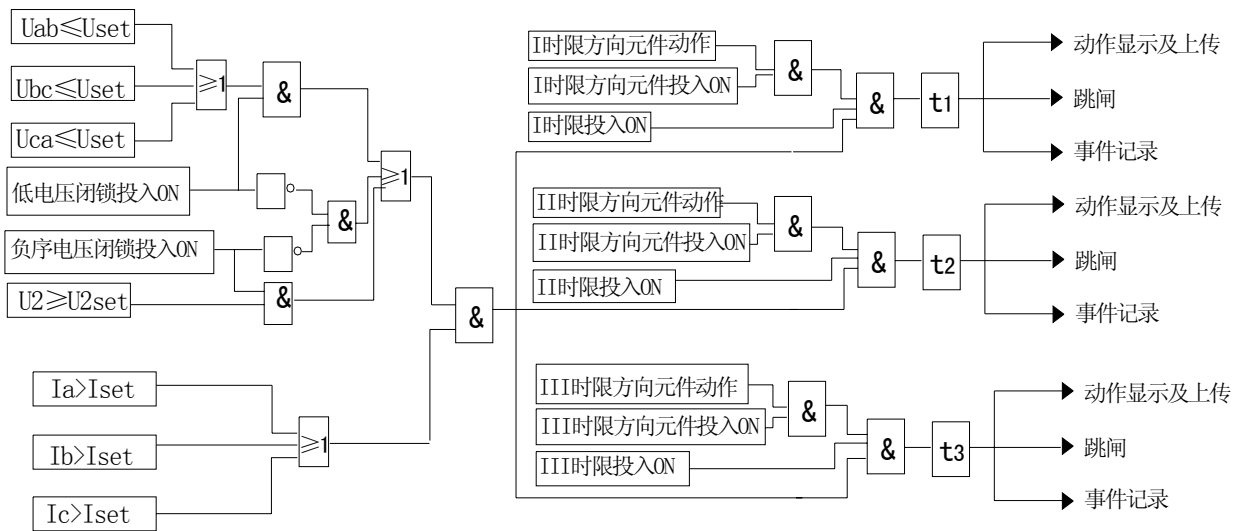 Uab≤Uset
Ubc≤Uset
Uca≤Uset
低电压闭锁投入ON
负序电压闭锁投入ON
U2≥U2set
≥1
&
&
&
≥1
Ia>Iset
Ib>Iset
Ic>Iset
≥1
&
I时限方向元件动作
I时限方向元件投入ON
I时限投入ON
&
&
t1
动作显示及上传
跳闸
事件记录
II时限方向元件动作
II时限方向元件投入ON
II时限投入ON
&
&
t2
动作显示及上传
跳闸
事件记录
III时限方向元件动作
III时限方向元件投入ON
III时限投入ON
&
&
t3
动作显示及上传
跳闸
事件记录